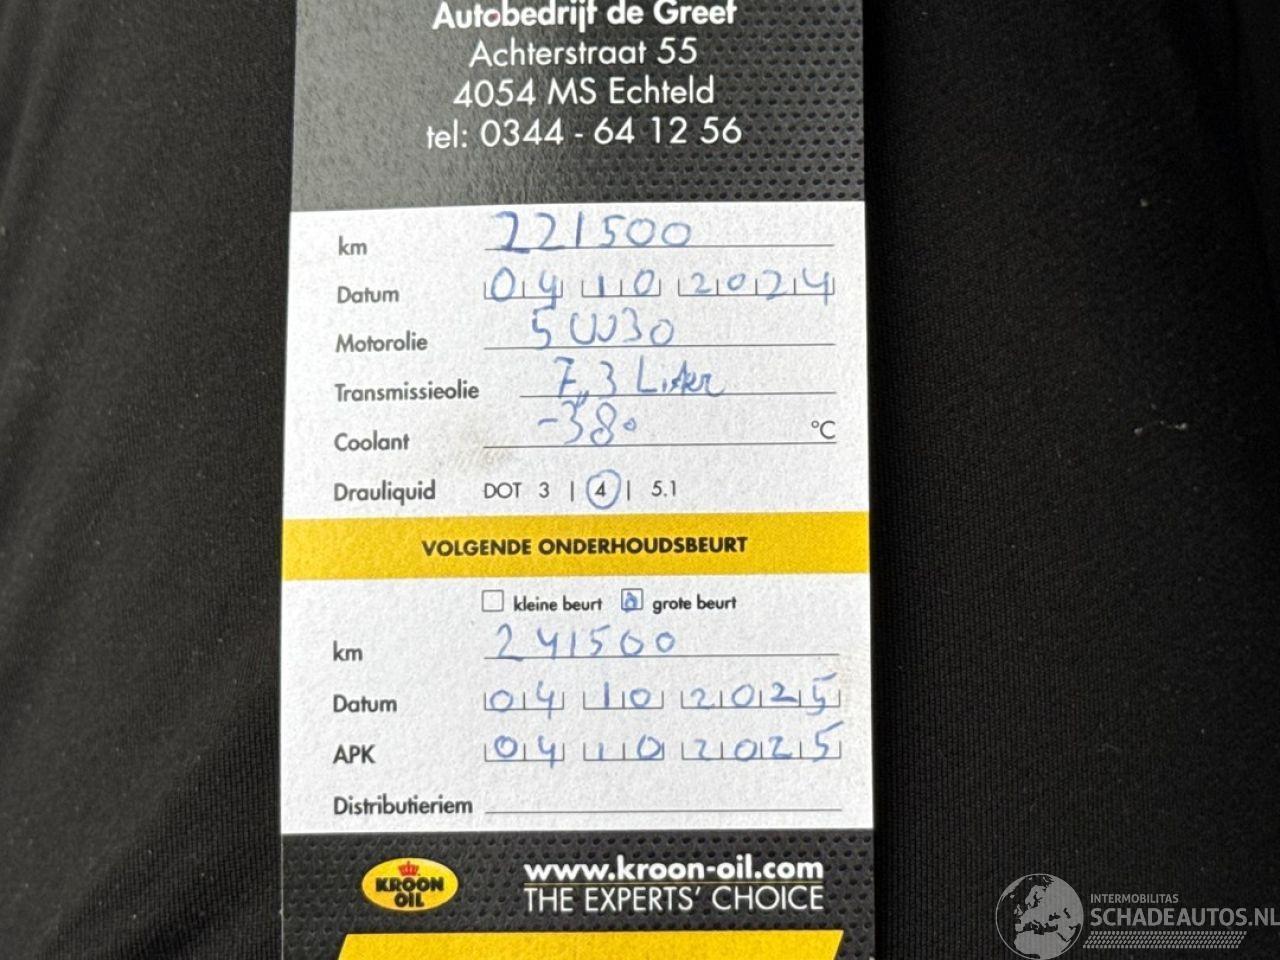 Autobedrijf de Greef
Achterstraat 55
4054 MS Echteld
tel: 0344 - 64 12 56
km 221500
Datum 04 10 2024
Motorolie 5W30
Transmissieolie 7,3 Liter
Coolant -38° °C
Drauliquid DOT 3 | 4 | 5.1
VOLGENDE ONDERHOUDSBEURT
kleine beurt grote beurt
km 241500
Datum 04 10 2025
APK 04 10 2025
Distributieriem
KROON OIL
www.kroon-oil.com
THE EXPERTS' CHOICE
INTERMOBILITAS
SCHADEAUTOS.NL